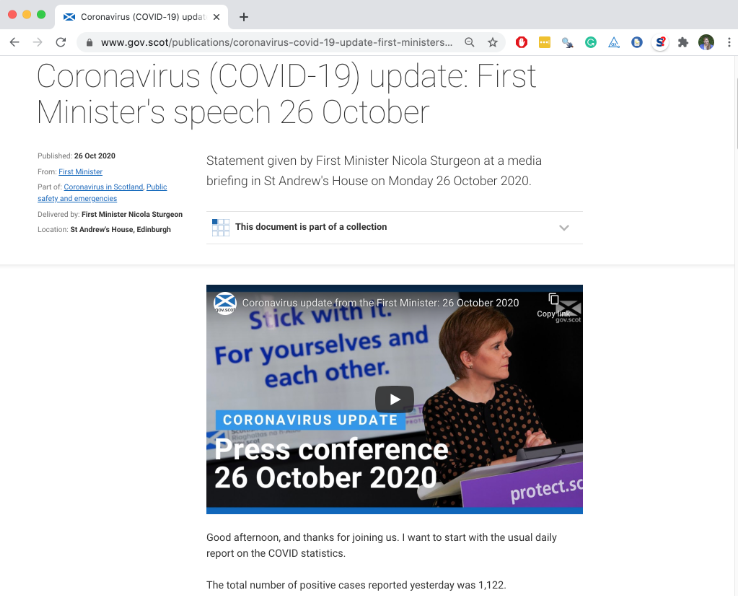 Coronavirus (COVID-19) updat
www.gov.scot/publications/coronavirus-covid-19-update-first-ministers...
Coronavirus (COVID-19) update: First
Minister's speech 26 October
Published: 26 Oct 2020
From: First Minister
Part of: Coronavirus in Scotland, Public
safety and emergencies
Delivered by: First Minister Nicola Sturgeon
Location: St Andrew's House, Edinburgh
Statement given by First Minister Nicola Sturgeon at a media
briefing in St Andrew's House on Monday 26 October 2020.
This document is part of a collection
Coronavirus update from the First Minister: 26 October 2020
Copy link
gov.scot
gov.scot
Stick with it.
For yourselves and
each other.
CORONAVIRUS UPDATE
Press conference
26 October 2020
protect.sc
Good afternoon, and thanks for joining us. I want to start with the usual daily
report on the COVID statistics.
The total number of positive cases reported yesterday was 1,122.